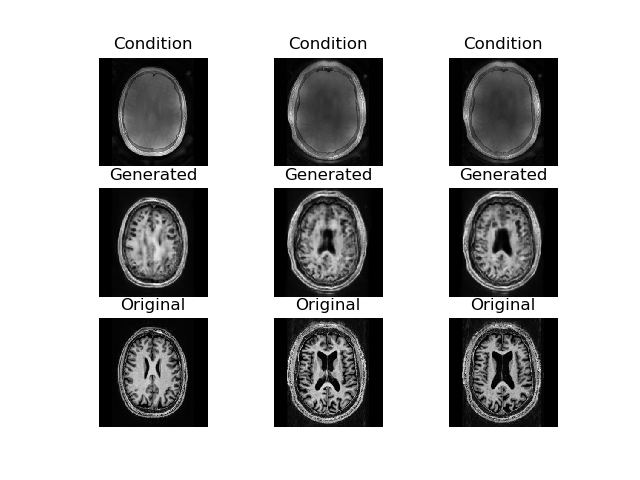 Condition Condition Condition
Generated Generated Generated
Original Original Original